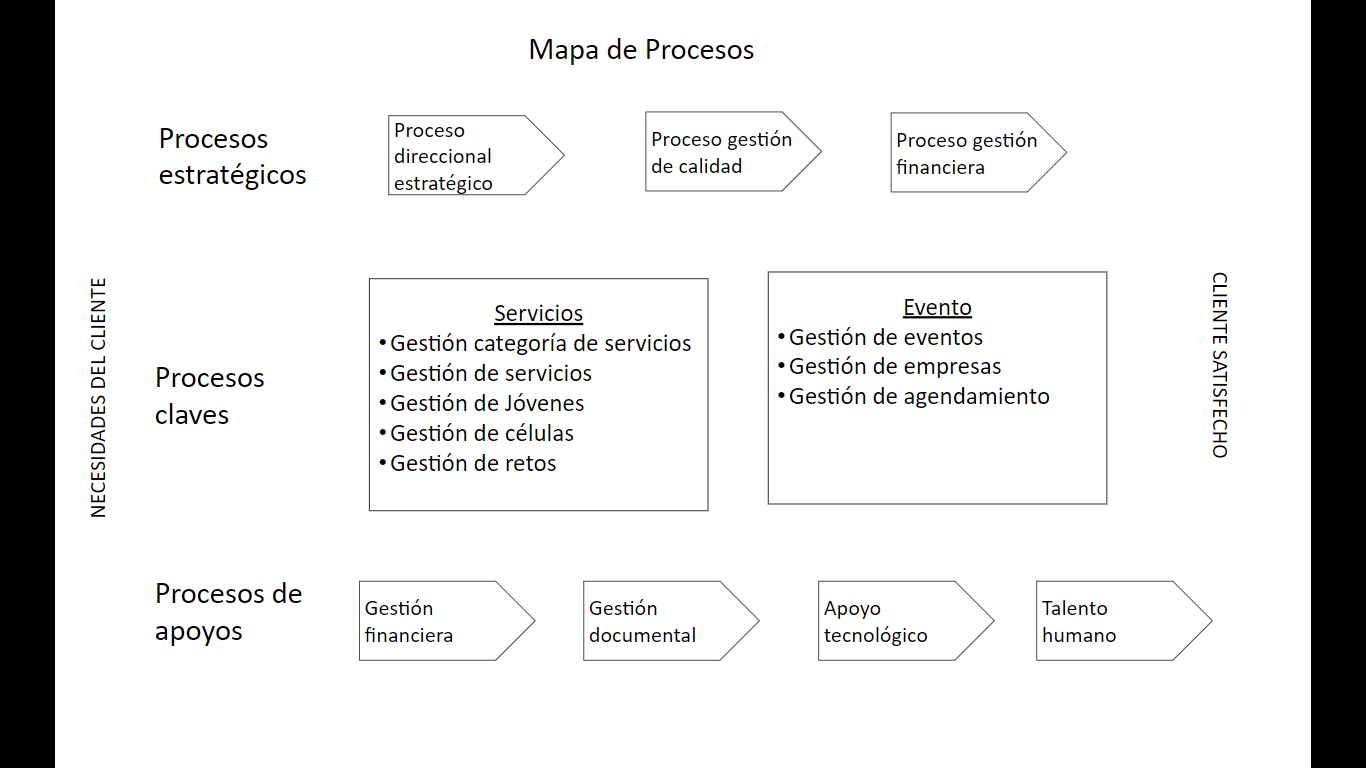 Mapa de Procesos
Procesos
estratégicos
Proceso
direccional
estratégico
Proceso gestión
de calidad
Proceso gestión
financiera
NECESIDADES DEL CLIENTE
Procesos
claves
Servicios
• Gestión categoría de servicios
• Gestión de servicios
• Gestión de Jóvenes
• Gestión de células
• Gestión de retos
Evento
• Gestión de eventos
• Gestión de empresas
• Gestión de agendamiento
CLIENTE SATISFECHO
Procesos de
apoyos
Gestión
financiera
Gestión
documental
Apoyo
tecnológico
Talento
humano